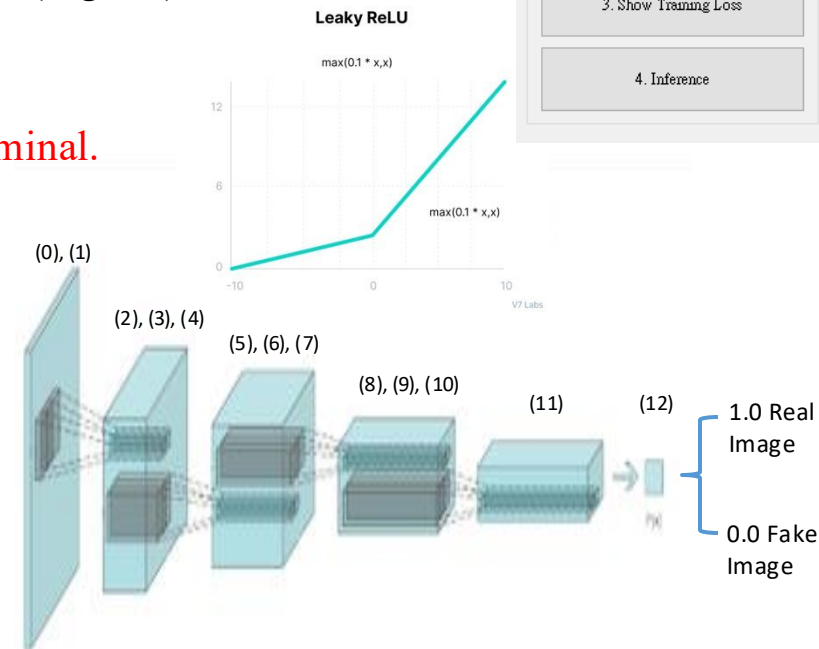 Leaky ReLU
max(0.1 * x,x)
12
6
0
-10
0
10
max(0.1 * x,x)
V7 Labs
3. Show Training Loss
4. Inference
minal.
(0), (1)
(2), (3), (4)
(5), (6), (7)
(8), (9), (10)
(11)
(12)
1.0 Real
Image
0.0 Fake
Image